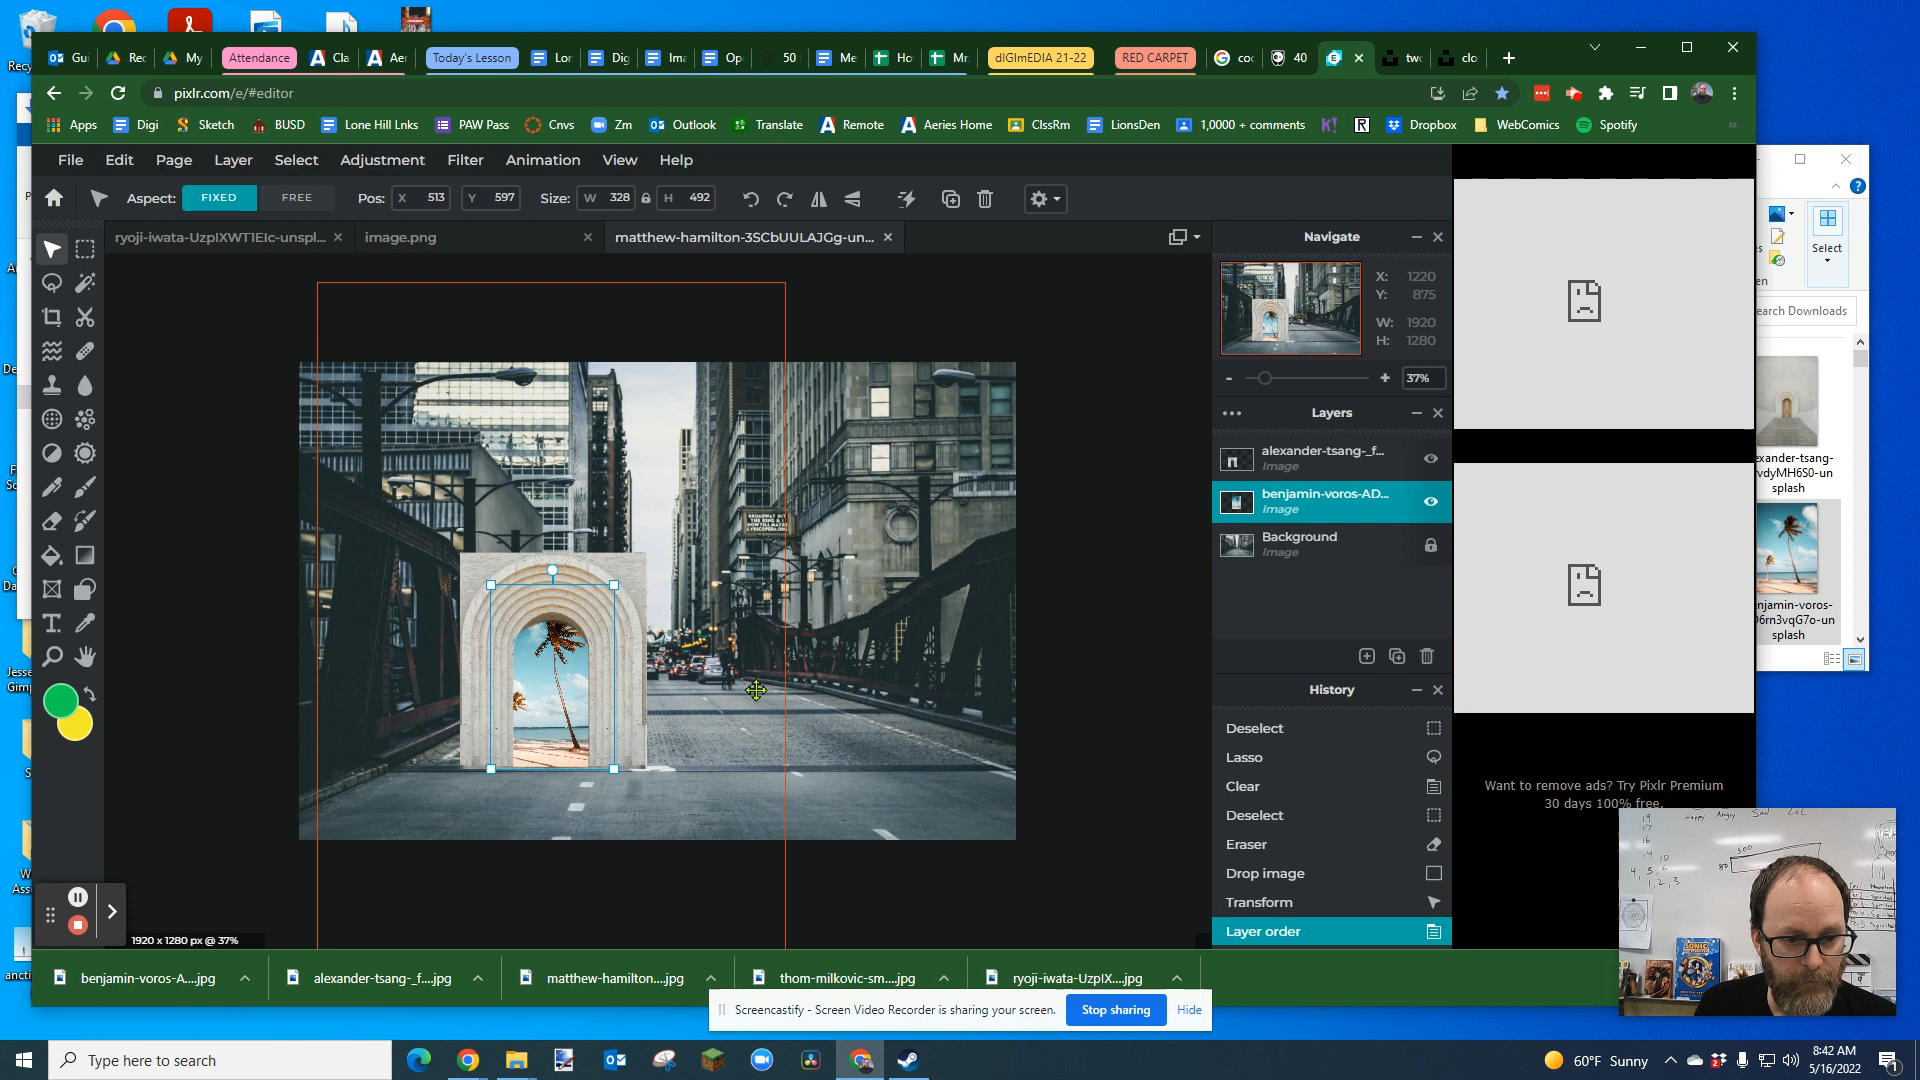 Gui
Rec
My
Attendance
Cla
Aer
Today's Lesson
Lor
Dig
Ima
Op
50
Me
Ho
Mr.
dIGImEDIA 21-22
RED CARPET
coc
40
twc
clo
pixlr.com/e/#editor
Apps
Digi
Sketch
BUSD
Lone Hill Lnks
PAW Pass
Cnvs
Zm
Outlook
Translate
Remote
Aeries Home
ClssRm
LionsDen
1,0000 + comments
K!
R
Dropbox
WebComics
Spotify
File
Edit
Page
Layer
Select
Adjustment
Filter
Animation
View
Help
Aspect:
FIXED
FREE
Pos:
X 513
Y 597
Size:
W 328
H 492
ryoji-iwata-UzpIXWT1EIc-unspl...
image.png
matthew-hamilton-3SCbUULAJGg-un...
Navigate
X: 1220
Y: 875
W: 1920
H: 1280
37%
Layers
alexander-tsang-_f...
Image
benjamin-voros-AD...
Image
Background
Image
History
Deselect
Lasso
Clear
Deselect
Eraser
Drop image
Transform
Layer order
1920 x 1280 px @ 37%
Want to remove ads? Try Pixlr Premium
30 days 100% free.
Select
earch Downloads
exander-tsang-
vdyMH6S0-un
splash
enjamin-voros-
D6rn3vqG7o-un
splash
benjamin-voros-A....jpg
alexander-tsang-_f....jpg
matthew-hamilton....jpg
thom-milkovic-sm....jpg
ryoji-iwata-UzpIX....jpg
Screencastify - Screen Video Recorder is sharing your screen.
Stop sharing
Hide
Type here to search
60°F Sunny
8:42 AM
5/16/2022